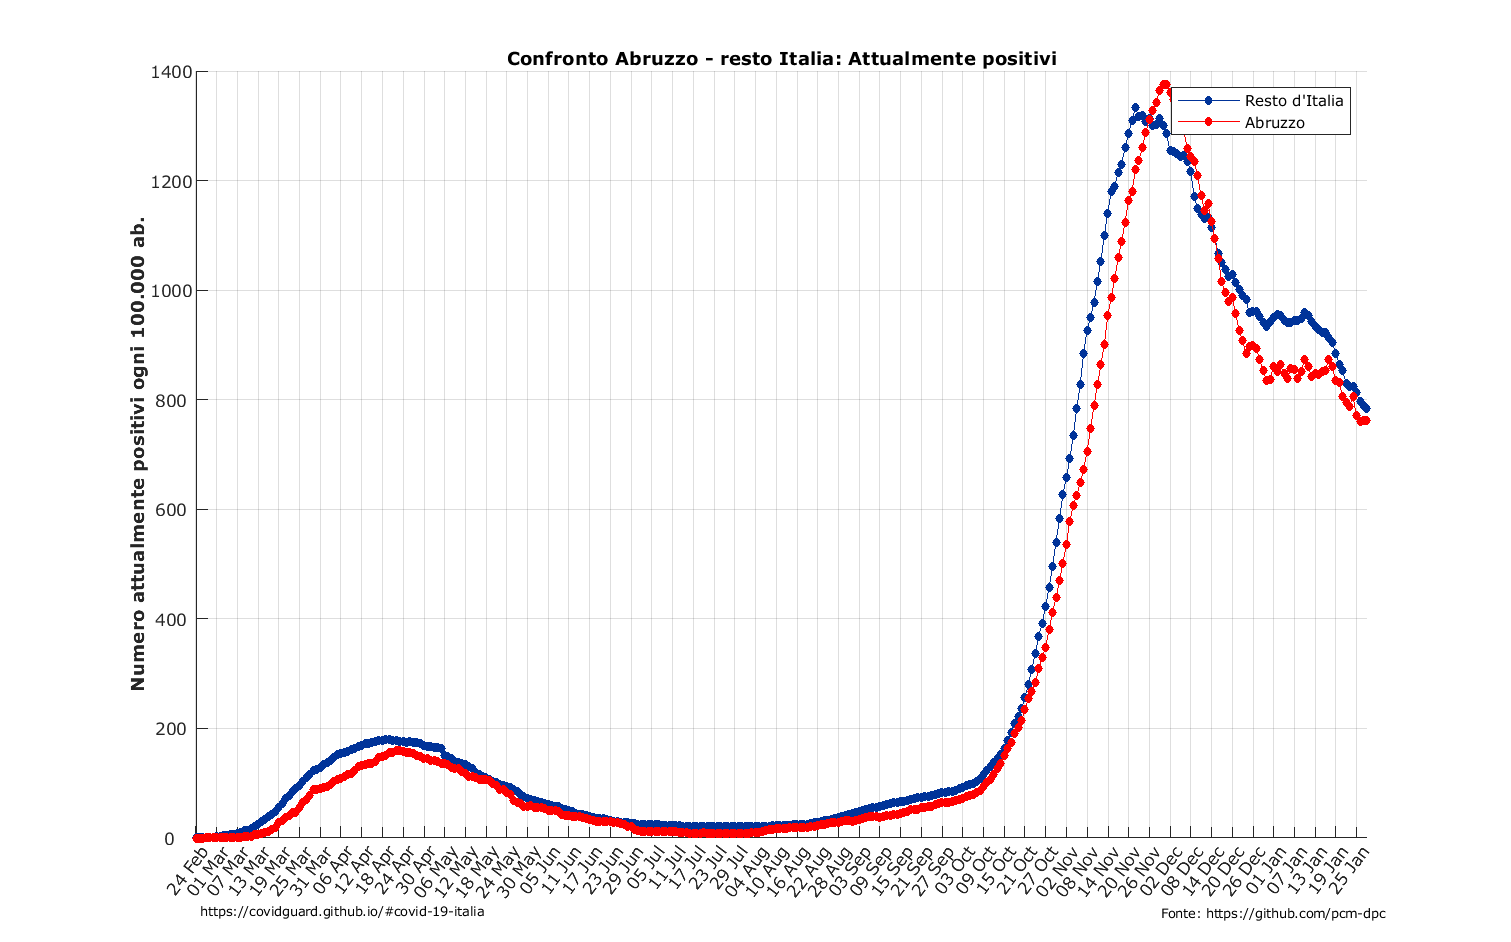 Confronto Abruzzo - resto Italia: Attualmente positivi
Numero attualmente positivi ogni 100.000 ab.
1400
1200
1000
800
600
400
200
0
Resto d'Italia
Abruzzo
24 Feb
01 Mar
07 Mar
13 Mar
19 Mar
25 Mar
31 Mar
06 Apr
12 Apr
18 Apr
24 Apr
30 Apr
06 May
12 May
18 May
24 May
30 May
05 Jun
11 Jun
17 Jun
23 Jun
29 Jun
05 Jul
11 Jul
17 Jul
23 Jul
29 Jul
04 Aug
10 Aug
16 Aug
22 Aug
28 Aug
03 Sep
09 Sep
15 Sep
21 Sep
27 Sep
03 Oct
09 Oct
15 Oct
21 Oct
27 Oct
02 Nov
08 Nov
14 Nov
20 Nov
26 Nov
02 Dec
08 Dec
14 Dec
20 Dec
26 Dec
01 Jan
07 Jan
13 Jan
19 Jan
25 Jan
https://covidguard.github.io/#covid-19-italia
Fonte: https://github.com/pcm-dpc